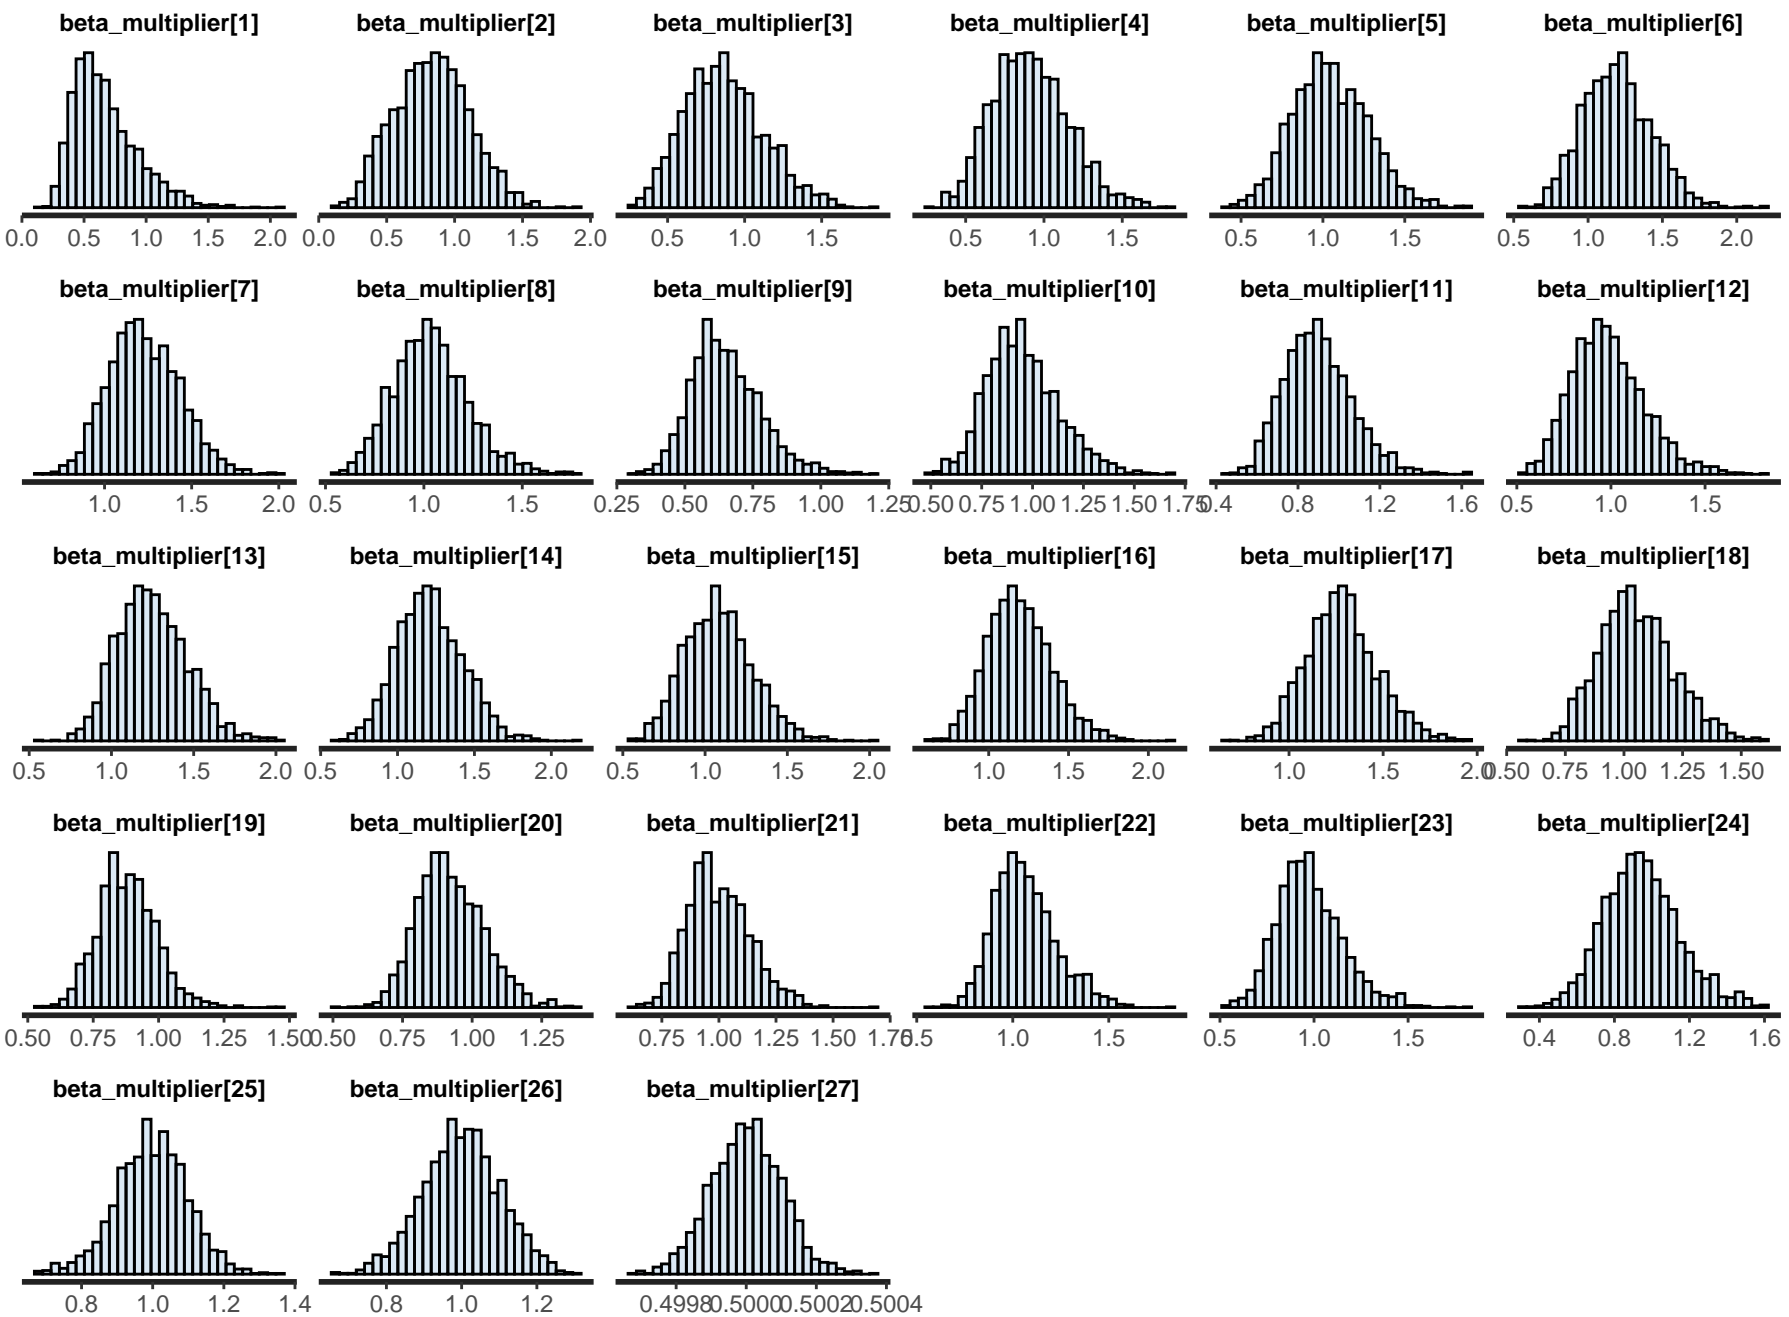 beta_multiplier[1] beta_multiplier[2] beta_multiplier[3] beta_multiplier[4] beta_multiplier[5] beta_multiplier[6]
0.0 0.5 1.0 1.5 2.0 0.0 0.5 1.0 1.5 2.0 0.5 1.0 1.5 0.5 1.0 1.5 0.5 1.0 1.5 0.5 1.0 1.5 2.0
beta_multiplier[7] beta_multiplier[8] beta_multiplier[9] beta_multiplier[10] beta_multiplier[11] beta_multiplier[12]
1.0 1.5 2.0 0.5 1.0 1.5 0.25 0.50 0.75 1.00 1.25 0.50 0.75 1.00 1.25 1.50 1.75 0.4 0.8 1.2 1.6 0.5 1.0 1.5
beta_multiplier[13] beta_multiplier[14] beta_multiplier[15] beta_multiplier[16] beta_multiplier[17] beta_multiplier[18]
0.5 1.0 1.5 2.0 0.5 1.0 1.5 2.0 0.5 1.0 1.5 2.0 1.0 1.5 2.0 1.0 1.5 2.0 0.50 0.75 1.00 1.25 1.50
beta_multiplier[19] beta_multiplier[20] beta_multiplier[21] beta_multiplier[22] beta_multiplier[23] beta_multiplier[24]
0.50 0.75 1.00 1.25 1.50 0.50 0.75 1.00 1.25 0.75 1.00 1.25 1.50 1.75 0.5 1.0 1.5 0.5 1.0 1.5 0.4 0.8 1.2 1.6
beta_multiplier[25] beta_multiplier[26] beta_multiplier[27]
0.8 1.0 1.2 1.4 0.8 1.0 1.2 0.4998 0.5000 0.5002 0.5004